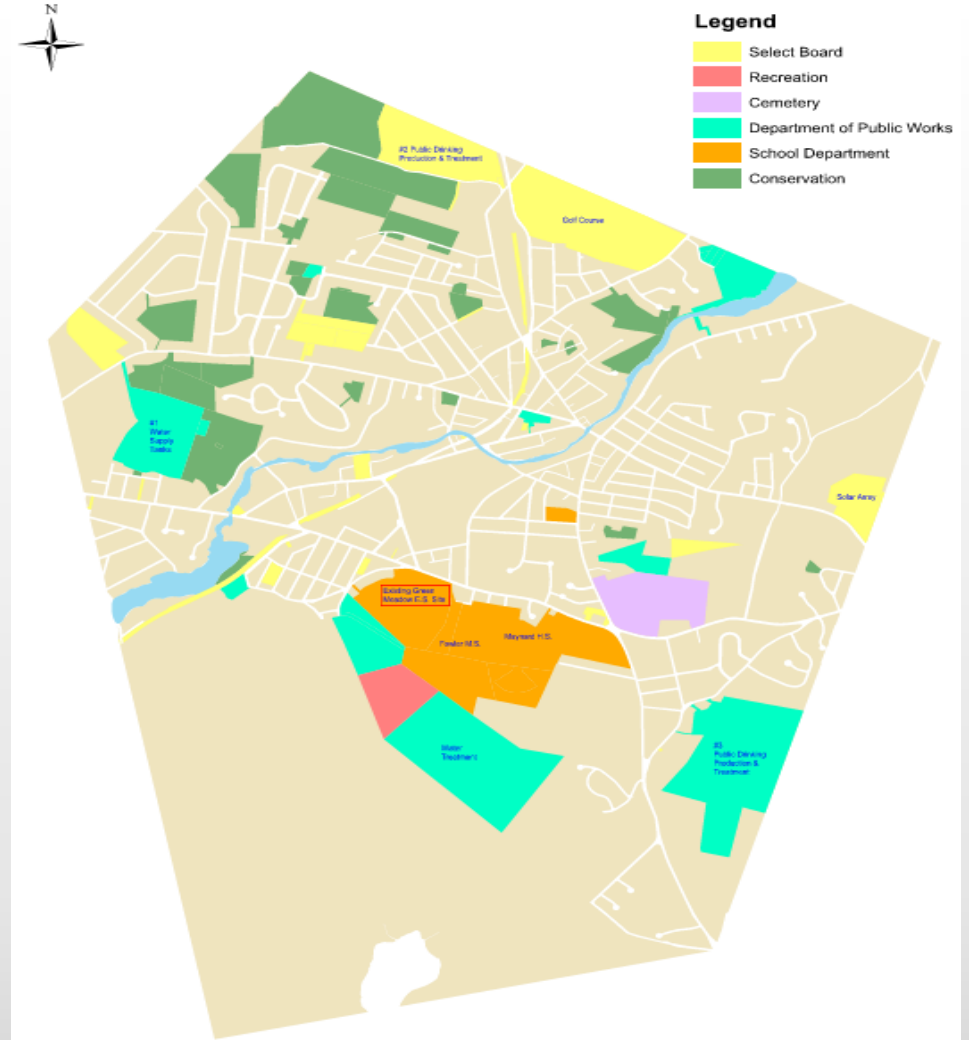 N
Legend
Select Board
Recreation
Cemetery
Department of Public Works
School Department
Conservation
#2 Public Drinking
Production & Treatment
Golf Course
#1
Water
Supply
Tanks
Solar Array
Existing Green
Meadow E.S. Site
Fowler M.S.
Maynard H.S.
Water
Treatment
#3
Public Drinking
Production &
Treatment